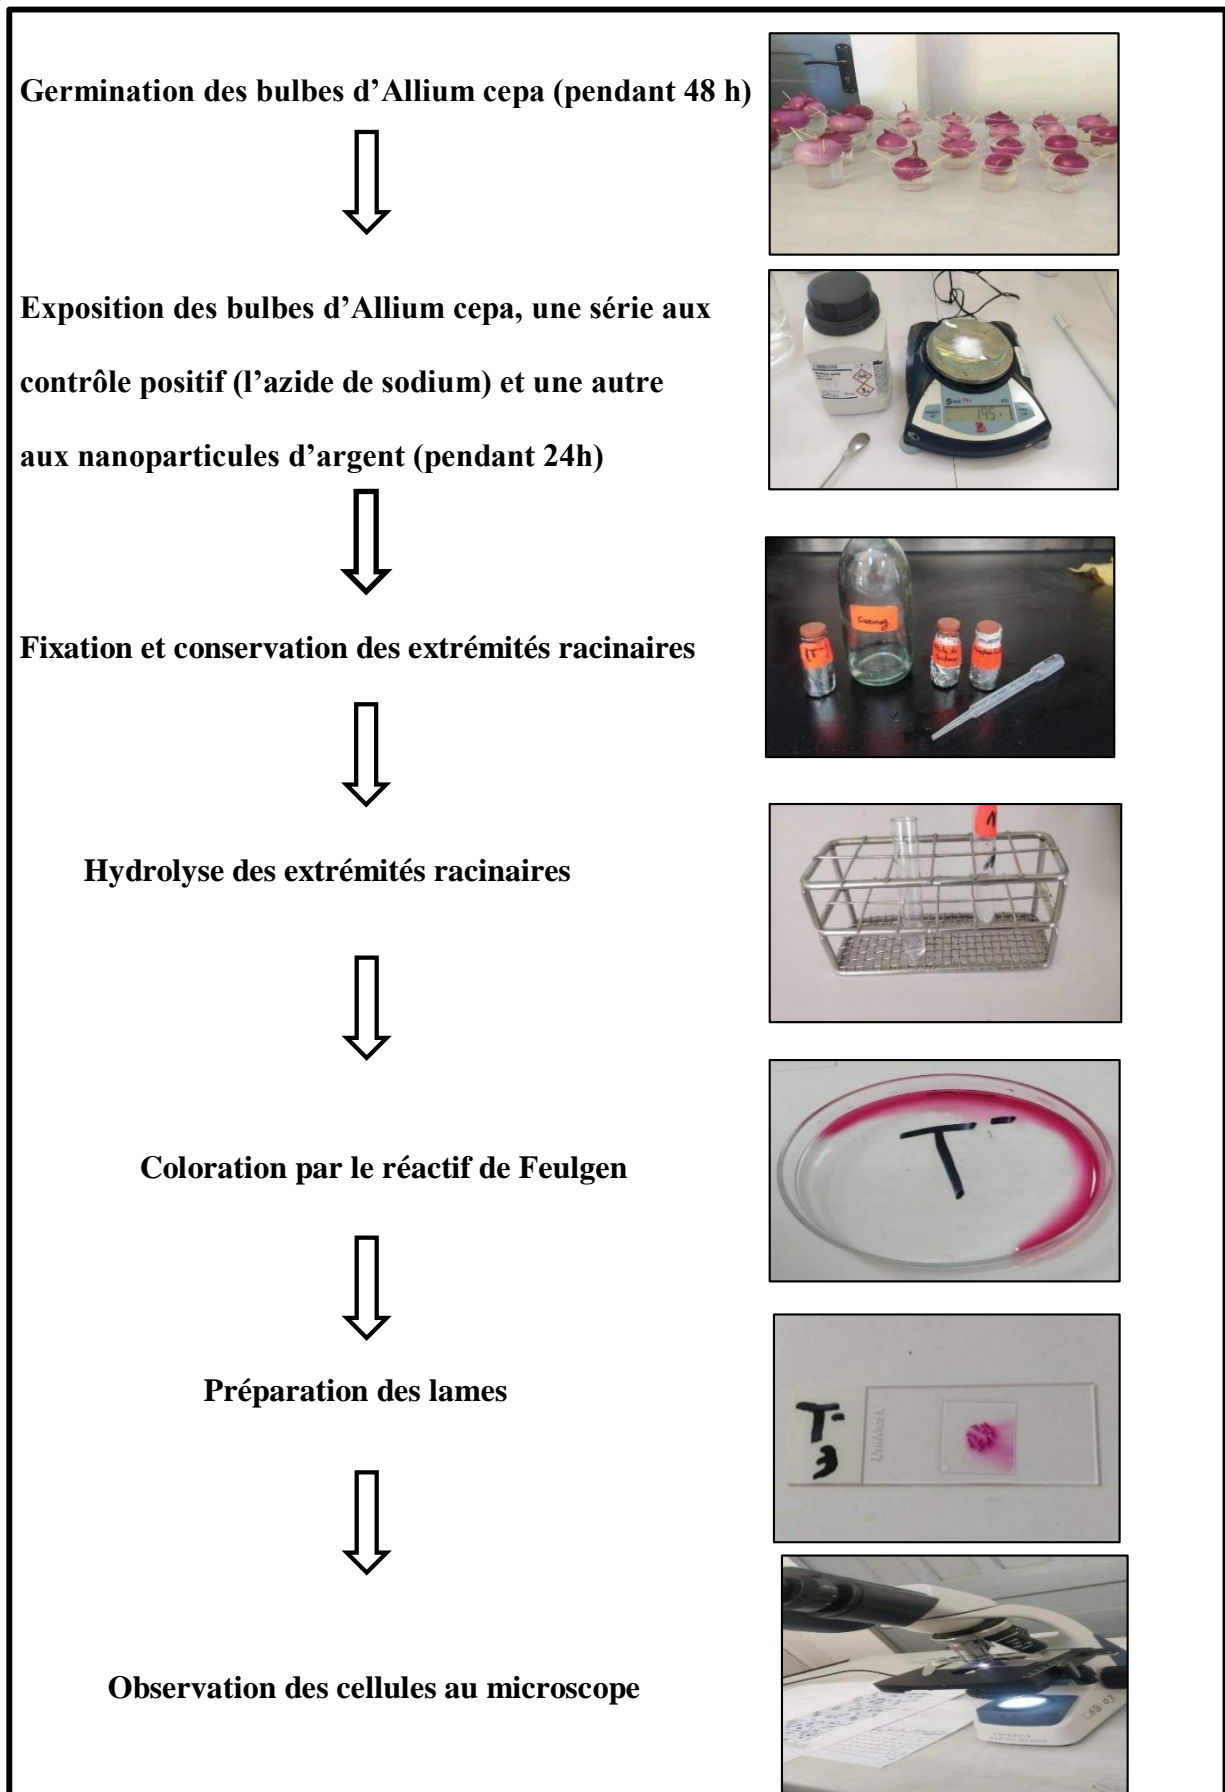 Germination des bulbes d'Allium cepa (pendant 48 h)
Exposition des bulbes d'Allium cepa, une série aux
contrôle positif (l'azide de sodium) et une autre
aux nanoparticules d'argent (pendant 24h)
Fixation et conservation des extrémités racinaires
Carnoy
(T-)
Hydrolyse des extrémités racinaires
Coloration par le réactif de Feulgen
T-
Préparation des lames
T-
3
Observation des cellules au microscope